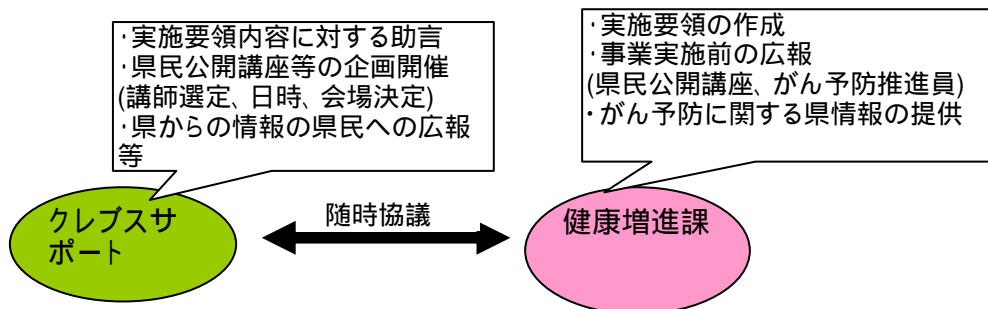 ・実施要領内容に対する助言
・県民公開講座等の企画開催
(講師選定、日時、会場決定)
・県からの情報の県民への広報
等
・実施要領の作成
・事業実施前の広報
(県民公開講座、がん予防推進員)
・がん予防に関する県情報の提供
クレブスサ
ポート
随時協議
健康増進課